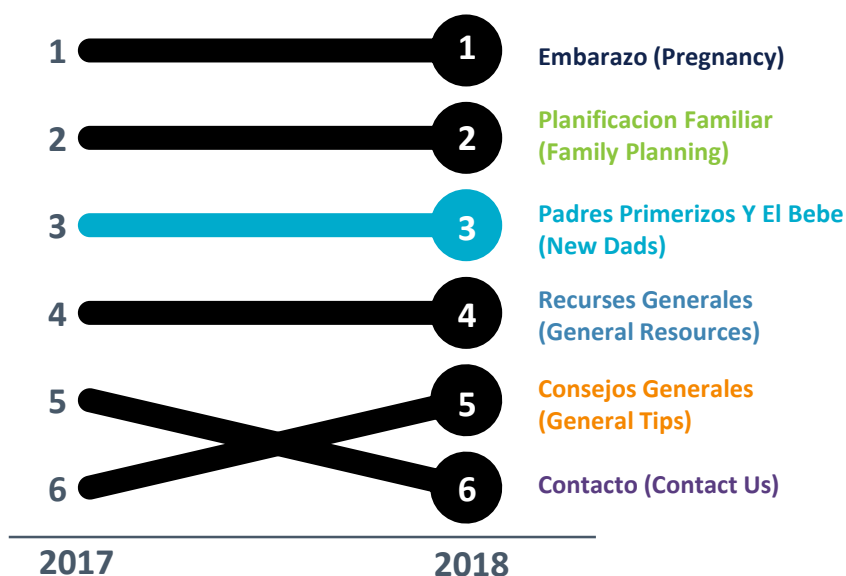 1 1 Embarazo (Pregnancy)
2 2 Planificacion Familiar
(Family Planning)
3 3 Padres Primerizos Y El Bebe
(New Dads)
4 4 Recurses Generales
(General Resources)
5 5 Consejos Generales
(General Tips)
6 6 Contacto (Contact Us)
2017 2018